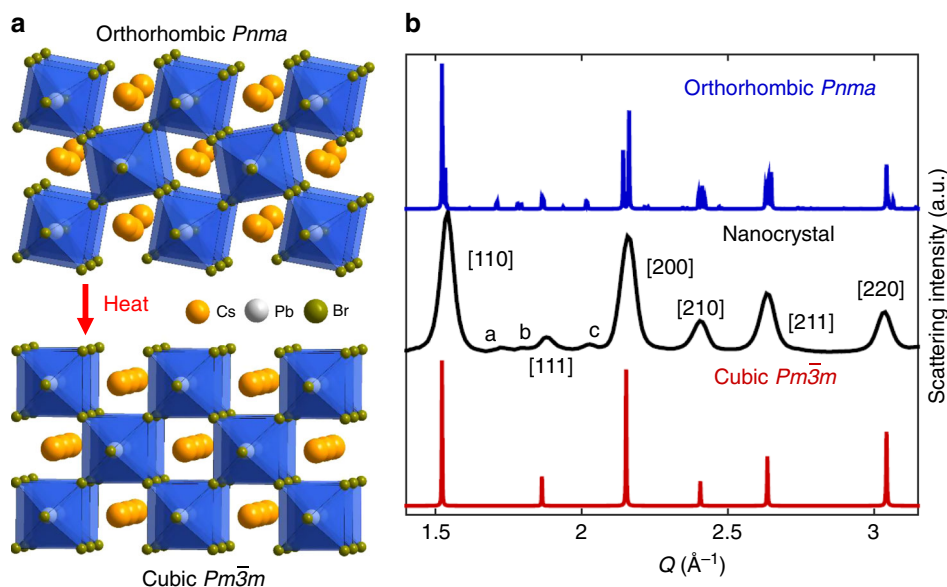 a
Orthorhombic Pnma
Heat
Cs Pb Br
Cubic Pm3̅m
b
Orthorhombic Pnma
Nanocrystal
[110]
[200]
[210]
[211]
[220]
a
b
[111]
c
Cubic Pm3̅m
Scattering intensity (a.u.)
1.5 2 2.5 3
Q (Å⁻¹)